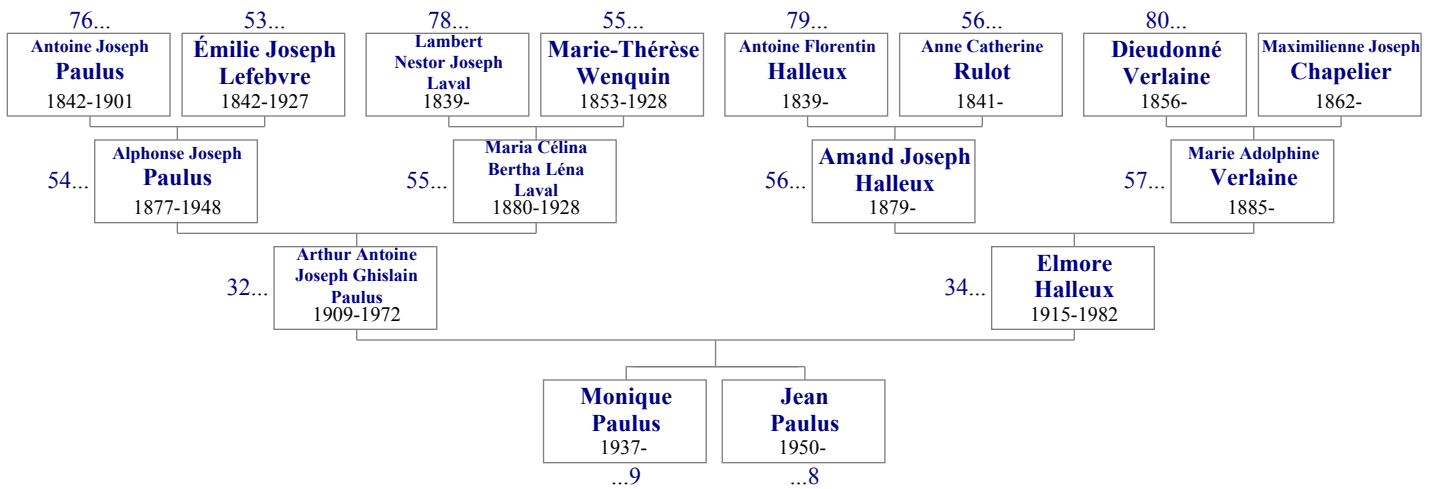 76...
53...
78...
55...
79...
56...
80...
Antoine Joseph
Paulus
1842-1901
Émilie Joseph
Lefebvre
1842-1927
Lambert
Nestor Joseph
Laval
1839-
Marie-Thérèse
Wenquin
1853-1928
Antoine Florentin
Halleux
1839-
Anne Catherine
Rulot
1841-
Dieudonné
Verlaine
1856-
Maximilienne Joseph
Chapelier
1862-
54...
Alphonse Joseph
Paulus
1877-1948
55...
Maria Célina
Bertha Léna
Laval
1880-1928
56...
Amand Joseph
Halleux
1879-
57...
Marie Adolphine
Verlaine
1885-
32...
Arthur Antoine
Joseph Ghislain
Paulus
1909-1972
34...
Elmore
Halleux
1915-1982
Monique
Paulus
1937-
Jean
Paulus
1950-
...9
...8